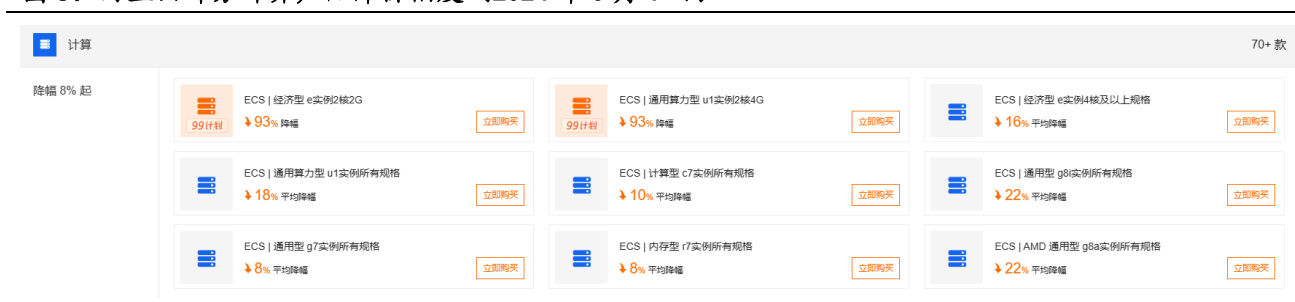 计算
70+ 款
降幅 8% 起
ECS | 经济型 e实例2核2G
99计划
93% 降幅
立即购买
ECS | 通用算力型 u1实例2核4G
99计划
93% 降幅
立即购买
ECS | 经济型 e实例4核及以上规格
16% 平均降幅
立即购买
ECS | 通用算力型 u1实例所有规格
18% 平均降幅
立即购买
ECS | 计算型 c7实例所有规格
10% 平均降幅
立即购买
ECS | 通用型 g8i实例所有规格
22% 平均降幅
立即购买
ECS | 通用型 g7实例所有规格
8% 平均降幅
立即购买
ECS | 内存型 r7实例所有规格
8% 平均降幅
立即购买
ECS | AMD 通用型 g8a实例所有规格
22% 平均降幅
立即购买